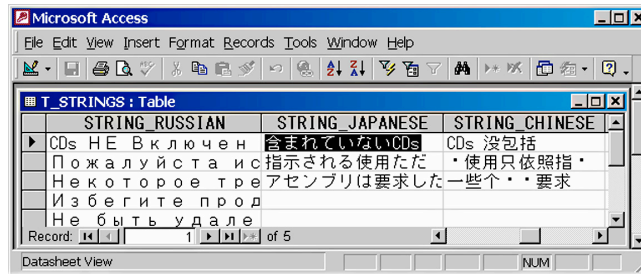 Microsoft Access
File Edit View Insert Format Records Tools Window Help
T_STRINGS : Table
STRING_RUSSIAN STRING_JAPANESE STRING_CHINESE
CDs НЕ Включен 含まれていないCDs CDs 没包括
Пожалуйста ис 指示される使用ただ ・使用只依照指・
Некоторое тре アセンブリは要求した 一些个・・要求
Избегите прод
Не быть удале
Record: 1 of 5
Datasheet View NUM